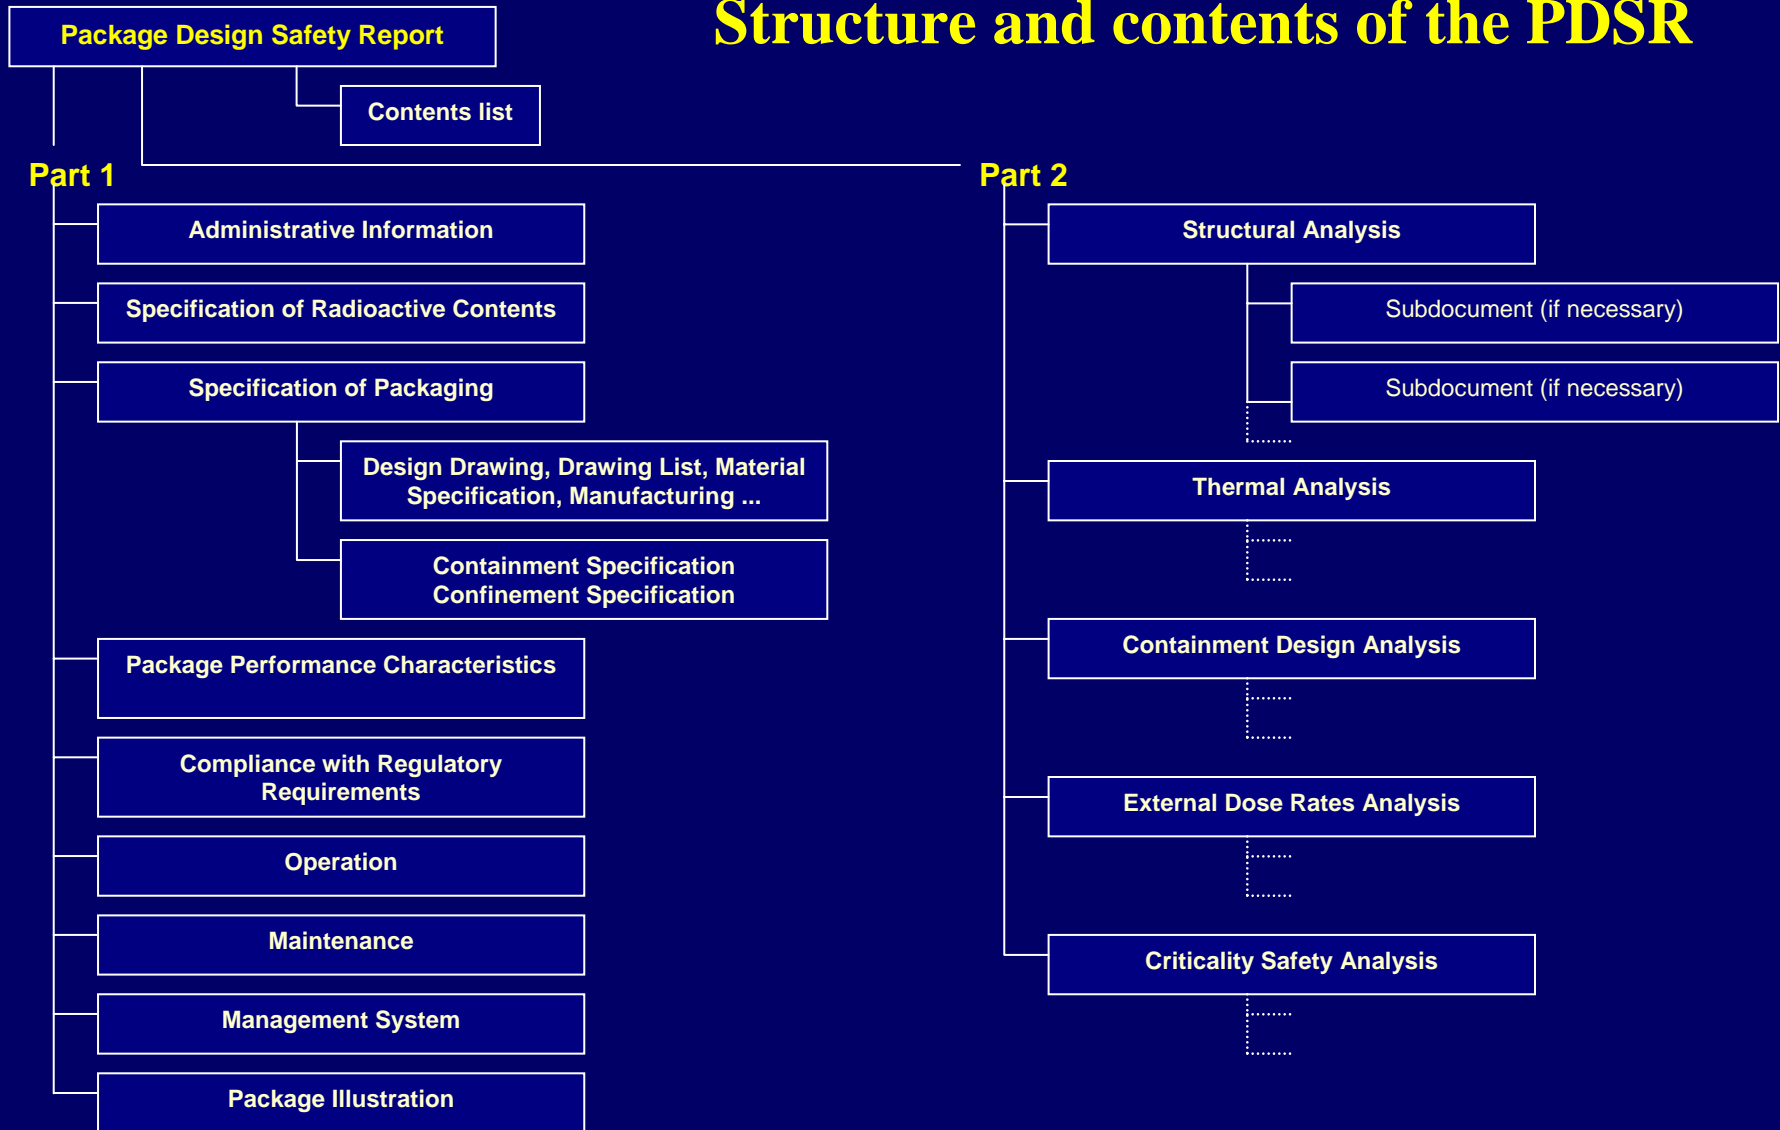 Structure and contents of the PDSR
Package Design Safety Report
Contents list
Part 1
Administrative Information
Specification of Radioactive Contents
Specification of Packaging
Design Drawing, Drawing List, Material
Specification, Manufacturing ...
Containment Specification
Confinement Specification
Package Performance Characteristics
Compliance with Regulatory
Requirements
Operation
Maintenance
Management System
Package Illustration
Part 2
Structural Analysis
Subdocument (if necessary)
Subdocument (if necessary)
Thermal Analysis
Containment Design Analysis
External Dose Rates Analysis
Criticality Safety Analysis